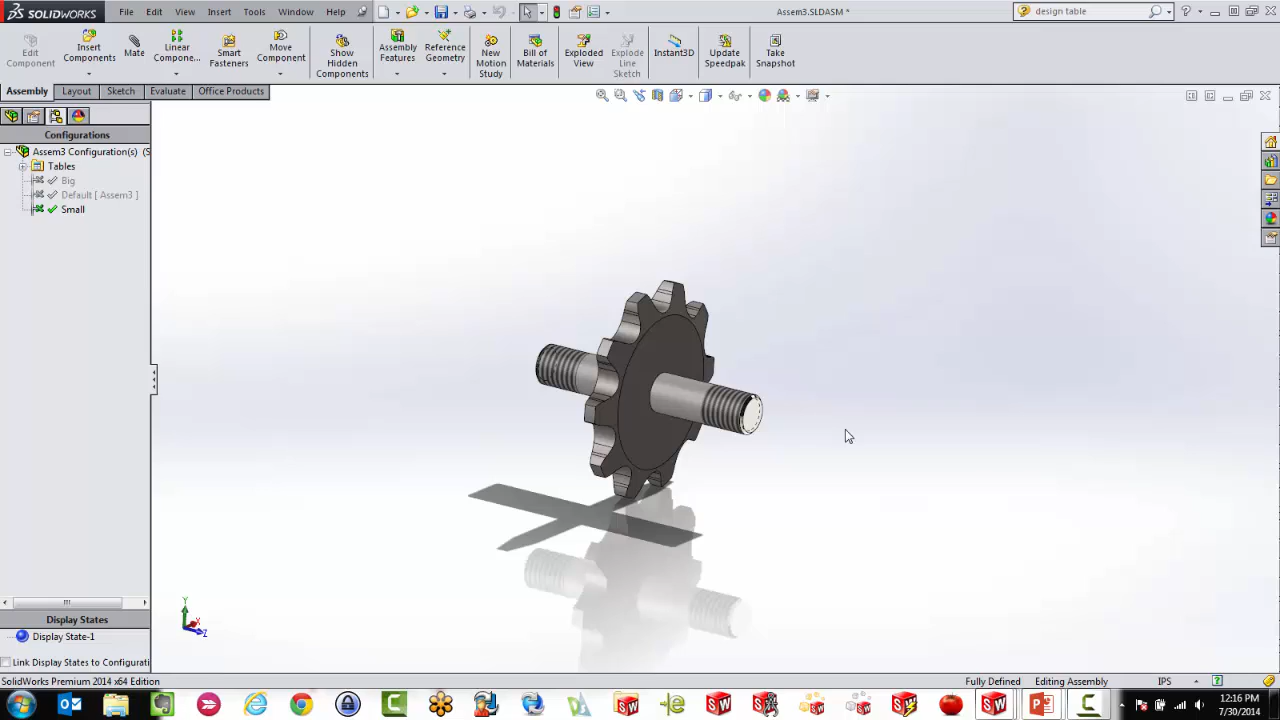 SOLIDWORKS File Edit View Insert Tools Window Help Assem3.SLDASM * design table
Edit Component
Insert Components
Mate
Linear Compone...
Smart Fasteners
Move Component
Show Hidden Components
Assembly Features
Reference Geometry
New Motion Study
Bill of Materials
Exploded View
Explode Line Sketch
Instant3D
Update Speedpak
Take Snapshot
Assembly Layout Sketch Evaluate Office Products
Configurations
Assem3 Configuration(s) (S
Tables
Big
Default [ Assem3 ]
Small
Y
X
Z
Display States
Display State-1
Link Display States to Configurati
SolidWorks Premium 2014 x64 Edition Fully Defined Editing Assembly IPS
12:16 PM
7/30/2014